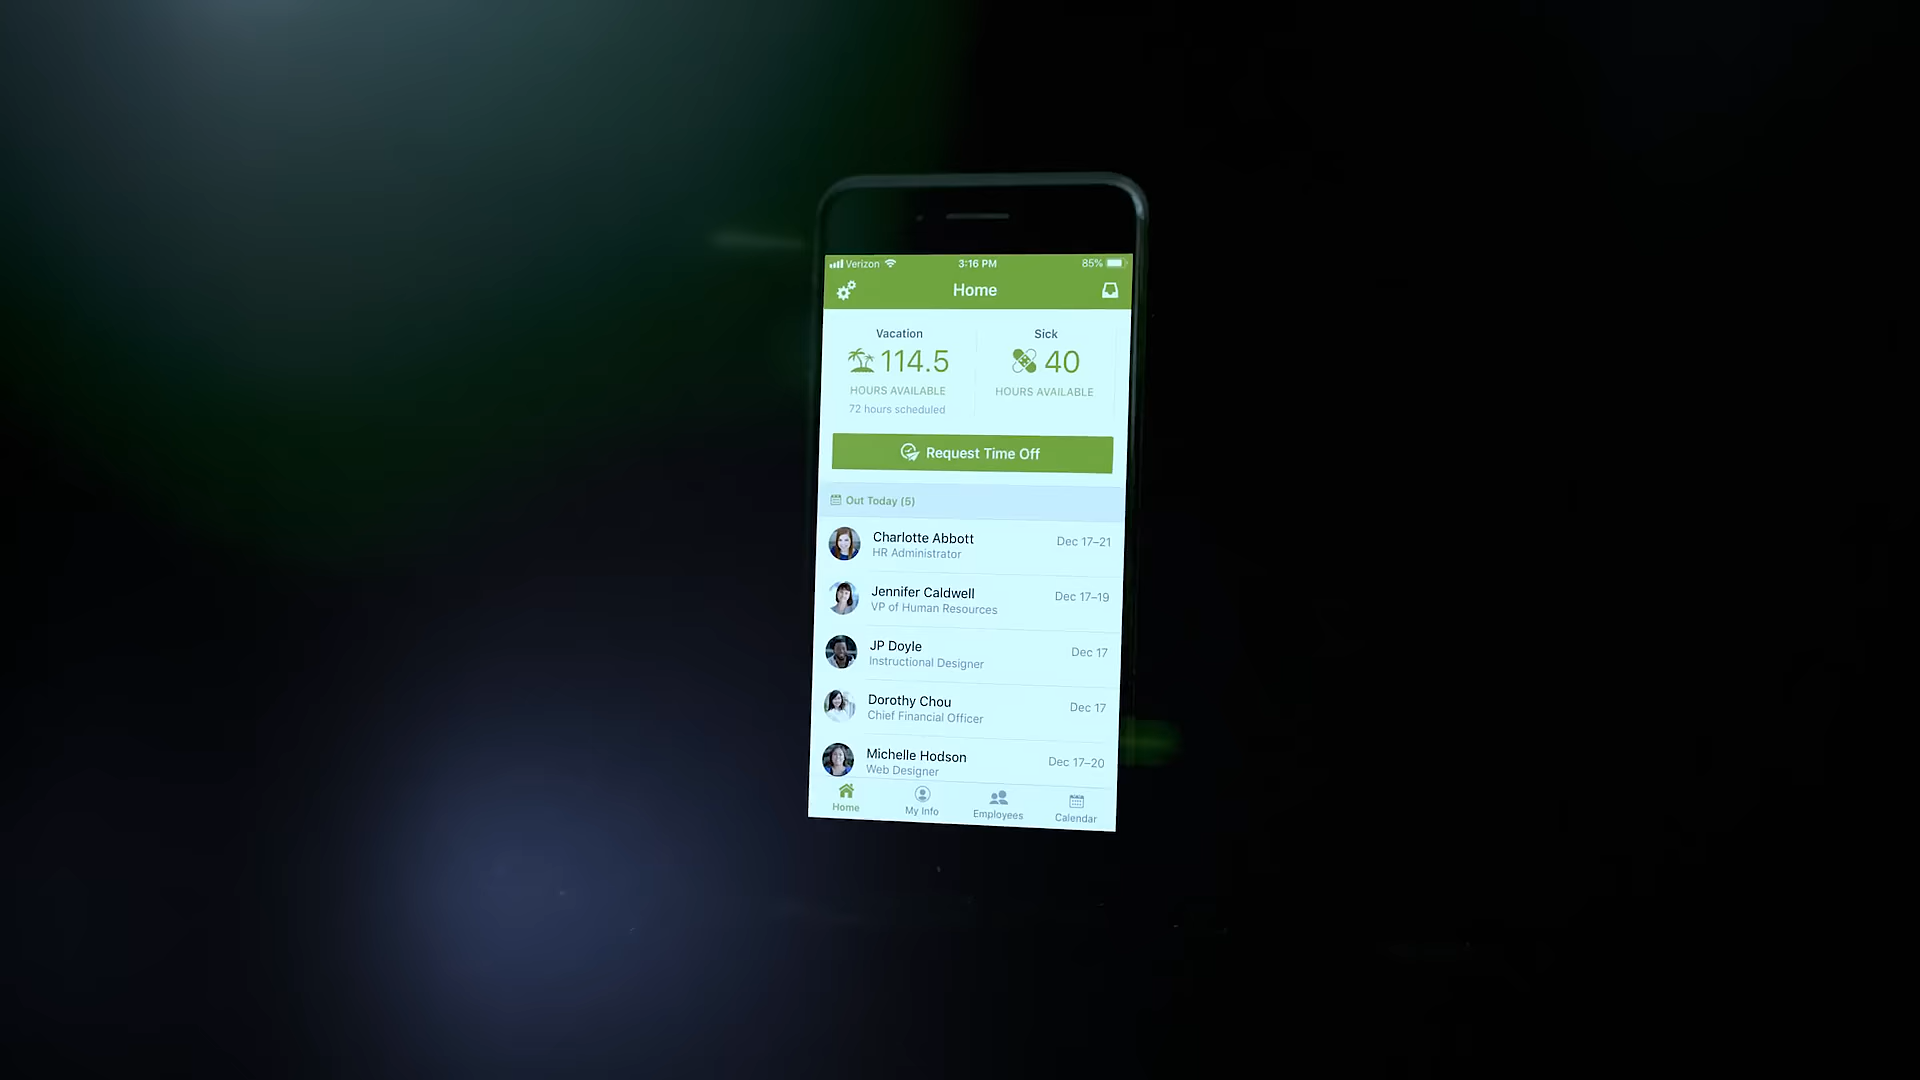 Verizon 3:16 PM 85%
Home
Vacation Sick
114.5 40
HOURS AVAILABLE HOURS AVAILABLE
72 hours scheduled
Request Time Off
Out Today (5)
Charlotte Abbott Dec 17–21
HR Administrator
Jennifer Caldwell Dec 17–19
VP of Human Resources
JP Doyle Dec 17
Instructional Designer
Dorothy Chou Dec 17
Chief Financial Officer
Michelle Hodson Dec 17–20
Web Designer
Home My Info Employees Calendar